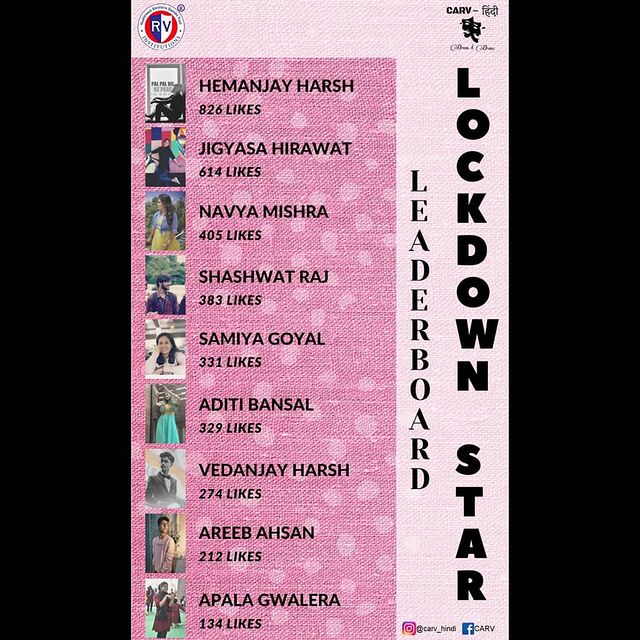 RV
INSTITUTIONS
CARV - हिंदी
HEMANJAY HARSH
826 LIKES
JIGYASA HIRAWAT
614 LIKES
NAVYA MISHRA
405 LIKES
SHASHWAT RAJ
383 LIKES
SAMIYA GOYAL
331 LIKES
ADITI BANSAL
329 LIKES
VEDANJAY HARSH
274 LIKES
AREEB AHSAN
212 LIKES
APALA GWALERA
134 LIKES
LEADERBOARD
LOCKDOWN STAR
PAL PAL DIL
KE PAAS
@carv_hindi
CARV